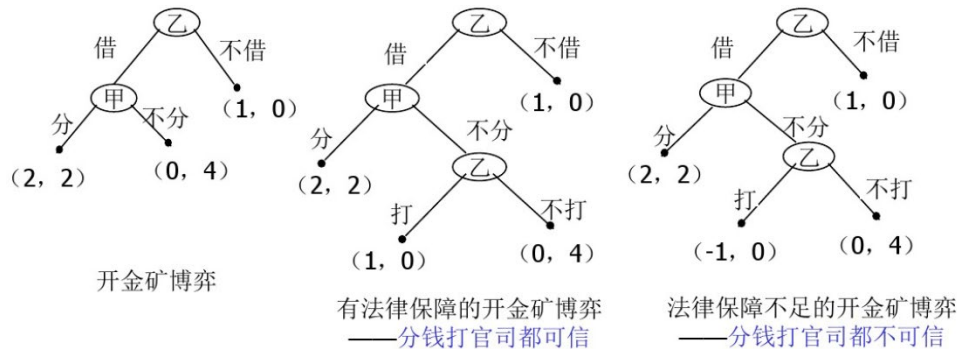 乙
借
不借
甲
(1, 0)
分
不分
(2, 2)
(0, 4)
开金矿博弈
乙
借
不借
甲
(1, 0)
分
不分
(2, 2)
乙
打
不打
(1, 0)
(0, 4)
有法律保障的开金矿博弈
——分钱打官司都可信
乙
借
不借
甲
(1, 0)
分
不分
(2, 2)
乙
打
不打
(-1, 0)
(0, 4)
法律保障不足的开金矿博弈
——分钱打官司都不可信